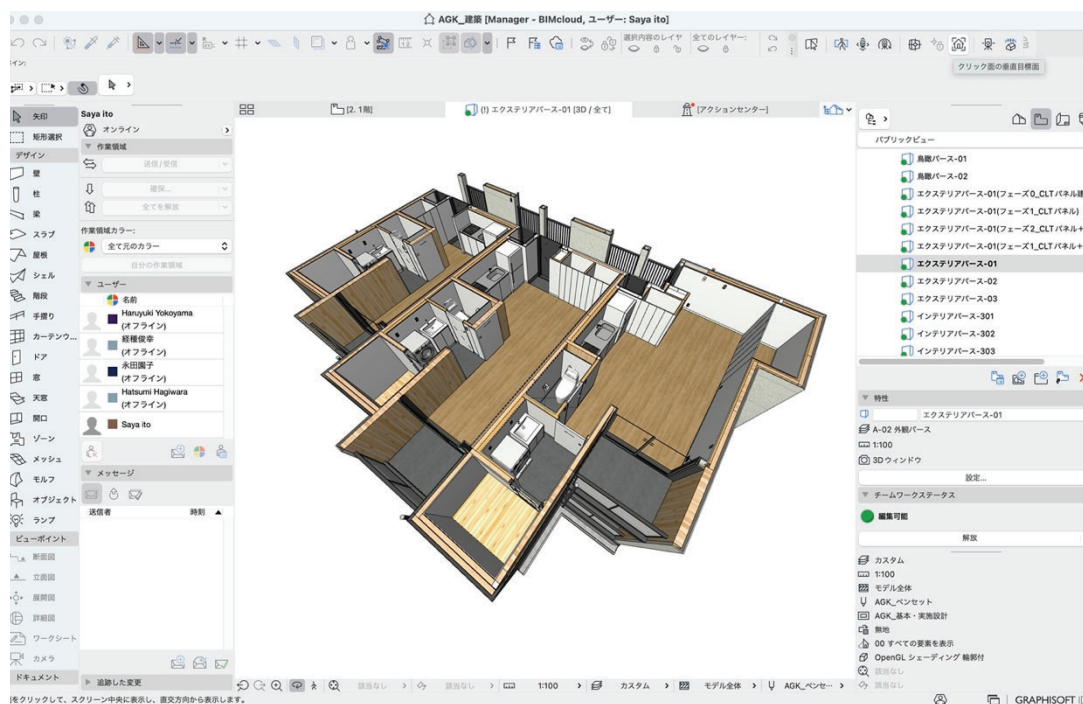 AGK_建築 [Manager - BIMcloud、ユーザー: Saya ito]
選択内容のレイヤ 全てのレイヤー:
イン:
クリック面の垂直目標面
矢印
矩形選択
デザイン
壁
柱
梁
スラブ
屋根
シェル
階段
手摺り
カーテンウ...
ドア
窓
天窓
開口
ゾーン
メッシュ
モルフ
オブジェクト
ランプ
ビューポイント
断面図
立面図
展開図
詳細図
ワークシート
カメラ
ドキュメント
Saya ito
オンライン
作業領域
送信/受信
確保...
全てを解放
作業領域カラー:
全て元のカラー
自分の作業領域
ユーザー
名前
Haruyuki Yokoyama
(オフライン)
経種俊幸
(オフライン)
永田園子
(オフライン)
Hatsumi Hagiwara
(オフライン)
Saya ito
メッセージ
送信者 時刻
追跡した変更
[2. 1階]
(!) エクステリアパース-01 [3D / 全て]
[アクションセンター]
パブリックビュー
鳥瞰パース-01
鳥瞰パース-02
エクステリアパース-01(フェーズ0_CLTパネル建
エクステリアパース-01(フェーズ1_CLTパネル)
エクステリアパース-01(フェーズ2_CLTパネル+
エクステリアパース-01(フェーズ1_CLTパネル+
エクステリアパース-01
エクステリアパース-02
エクステリアパース-03
インテリアパース-301
インテリアパース-302
インテリアパース-303
特性
エクステリアパース-01
A-02 外観パース
1:100
3Dウィンドウ
設定...
チームワークステータス
編集可能
解放
カスタム
1:100
モデル全体
AGK_ペンセット
AGK_基本・実施設計
無地
00 すべての要素を表示
OpenGL シェーディング 輪郭付
該当なし
該当なし
該当なし 該当なし 1:100 カスタム モデル全体 AGK_ペンセ...
をクリックして、スクリーン中央に表示し、直交方向から表示します。
GRAPHISOFT